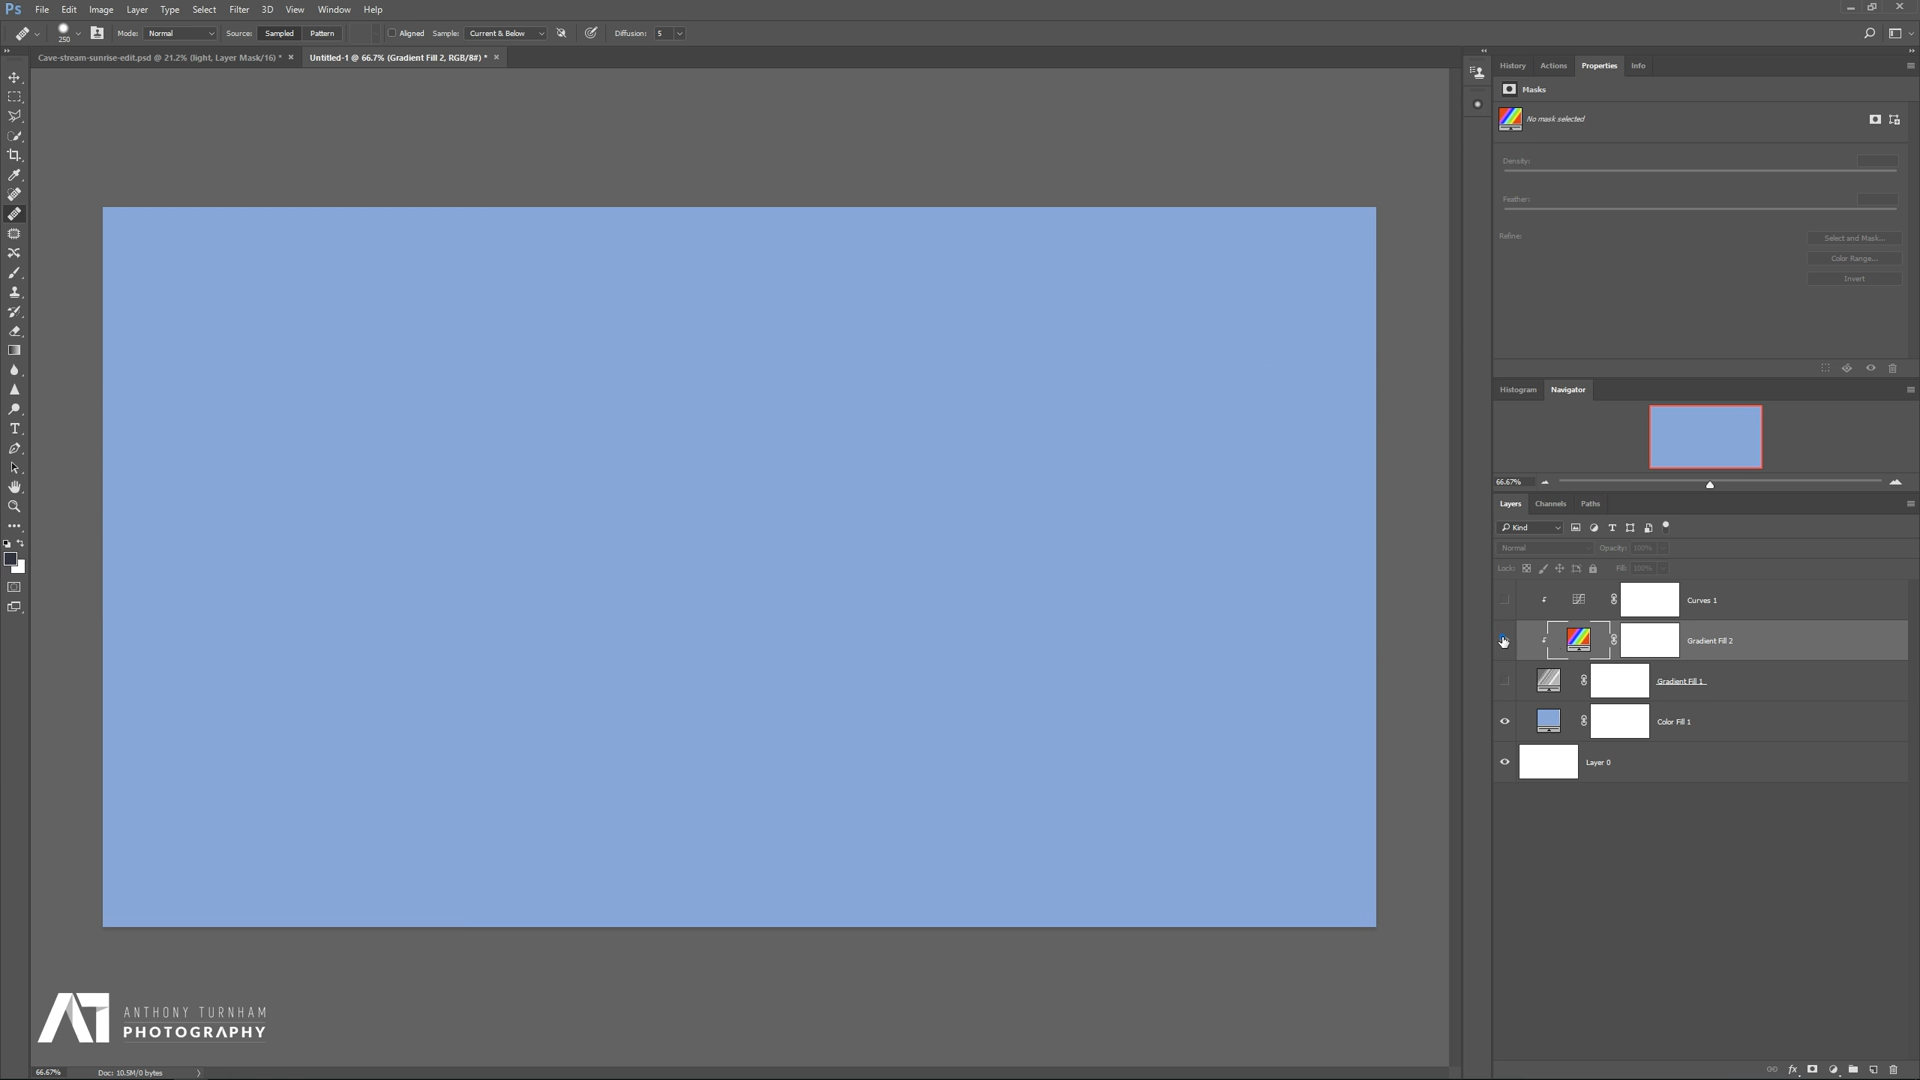 Ps File Edit Image Layer Type Select Filter 3D View Window Help
250 Mode: Normal Source: Sampled Pattern Aligned Sample: Current & Below Diffusion: 5
Cave-stream-sunrise-edit.psd @ 21.2% (light, Layer Mask/16) * × Untitled-1 @ 66.7% (Gradient Fill 2, RGB/8#) * ×
History Actions Properties Info
Masks
No mask selected
Density:
Feather:
Refine:
Select and Mask...
Color Range...
Invert
Histogram Navigator
66.67%
Layers Channels Paths
Kind
Normal Opacity: 100%
Lock: Fill: 100%
Curves 1
Gradient Fill 2
Gradient Fill 1
Color Fill 1
Layer 0
AT ANTHONY TURNHAM
PHOTOGRAPHY
66.67% Doc: 10.5M/0 bytes